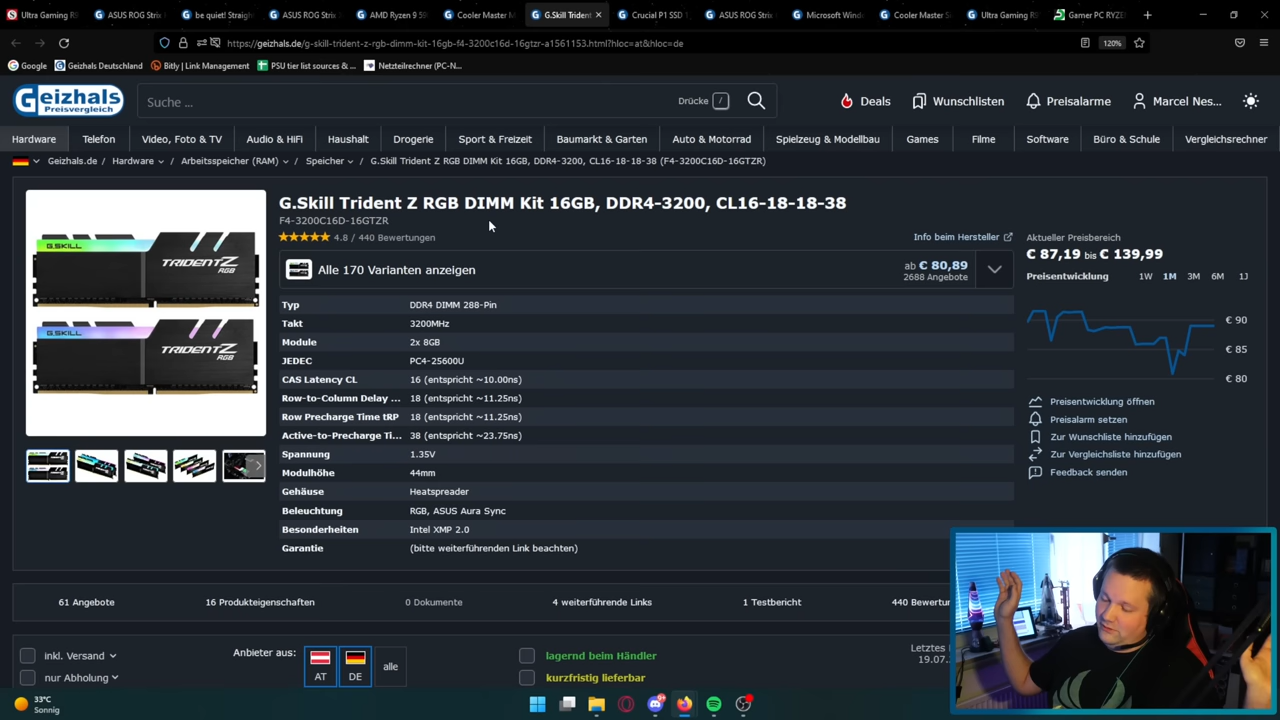 Ultra Gaming R9
ASUS ROG Strix
be quiet! Straigh
ASUS ROG Strix
AMD Ryzen 9 59
Cooler Master M
G.Skill Trident
Crucial P1 SSD 1
ASUS ROG Strix
Microsoft Windo
Cooler Master S
Ultra Gaming R9
Gamer PC RYZE
https://geizhals.de/g-skill-trident-z-rgb-dimm-kit-16gb-f4-3200c16d-16gtzr-a1561153.html?hloc=at&hloc=de
120%
Google
Geizhals Deutschland
Bitly | Link Management
PSU tier list sources &...
Netzteilrechner (PC-N...
Geizhals
Preisvergleich
Suche ...
Drücke /
Deals
Wunschlisten
Preisalarme
Marcel Nes...
Hardware
Telefon
Video, Foto & TV
Audio & HiFi
Haushalt
Drogerie
Sport & Freizeit
Baumarkt & Garten
Auto & Motorrad
Spielzeug & Modellbau
Games
Filme
Software
Büro & Schule
Vergleichsrechner
Geizhals.de / Hardware / Arbeitsspeicher (RAM) / Speicher / G.Skill Trident Z RGB DIMM Kit 16GB, DDR4-3200, CL16-18-18-38 (F4-3200C16D-16GTZR)
G.Skill Trident Z RGB DIMM Kit 16GB, DDR4-3200, CL16-18-18-38
F4-3200C16D-16GTZR
4.8 / 440 Bewertungen
Info beim Hersteller
Alle 170 Varianten anzeigen
ab € 80,89
2688 Angebote
G.SKILL
TRIDENTZ
RGB
G.SKILL
TRIDENTZ
RGB
Typ DDR4 DIMM 288-Pin
Takt 3200MHz
Module 2x 8GB
JEDEC PC4-25600U
CAS Latency CL 16 (entspricht ~10.00ns)
Row-to-Column Delay ... 18 (entspricht ~11.25ns)
Row Precharge Time tRP 18 (entspricht ~11.25ns)
Active-to-Precharge Ti... 38 (entspricht ~23.75ns)
Spannung 1.35V
Modulhöhe 44mm
Gehäuse Heatspreader
Beleuchtung RGB, ASUS Aura Sync
Besonderheiten Intel XMP 2.0
Garantie (bitte weiterführenden Link beachten)
Aktueller Preisbereich
€ 87,19 bis € 139,99
Preisentwicklung 1W 1M 3M 6M 1J
€ 90
€ 85
€ 80
Preisentwicklung öffnen
Preisalarm setzen
Zur Wunschliste hinzufügen
Zur Vergleichsliste hinzufügen
Feedback senden
61 Angebote
16 Produkteigenschaften
0 Dokumente
4 weiterführende Links
1 Testbericht
440 Bewertun
inkl. Versand
nur Abholung
Anbieter aus:
AT
DE
alle
lagernd beim Händler
kurzfristig lieferbar
Letztes
19.07.
33°C
Sonnig